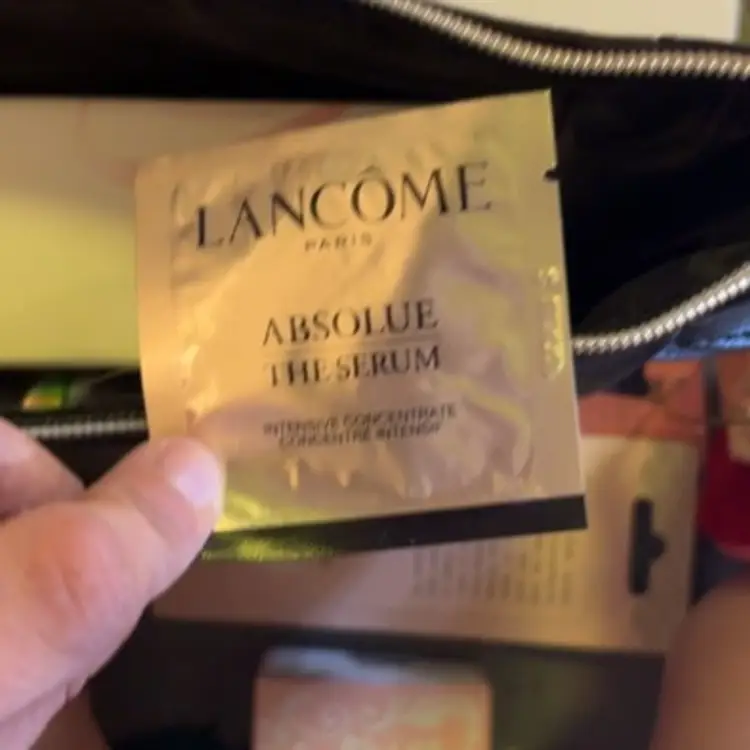 LANCÔME
PARIS
ABSOLUE
THE SERUM
INTENSIVE CONCENTRATE
CONCENTRÉ INTENSIF